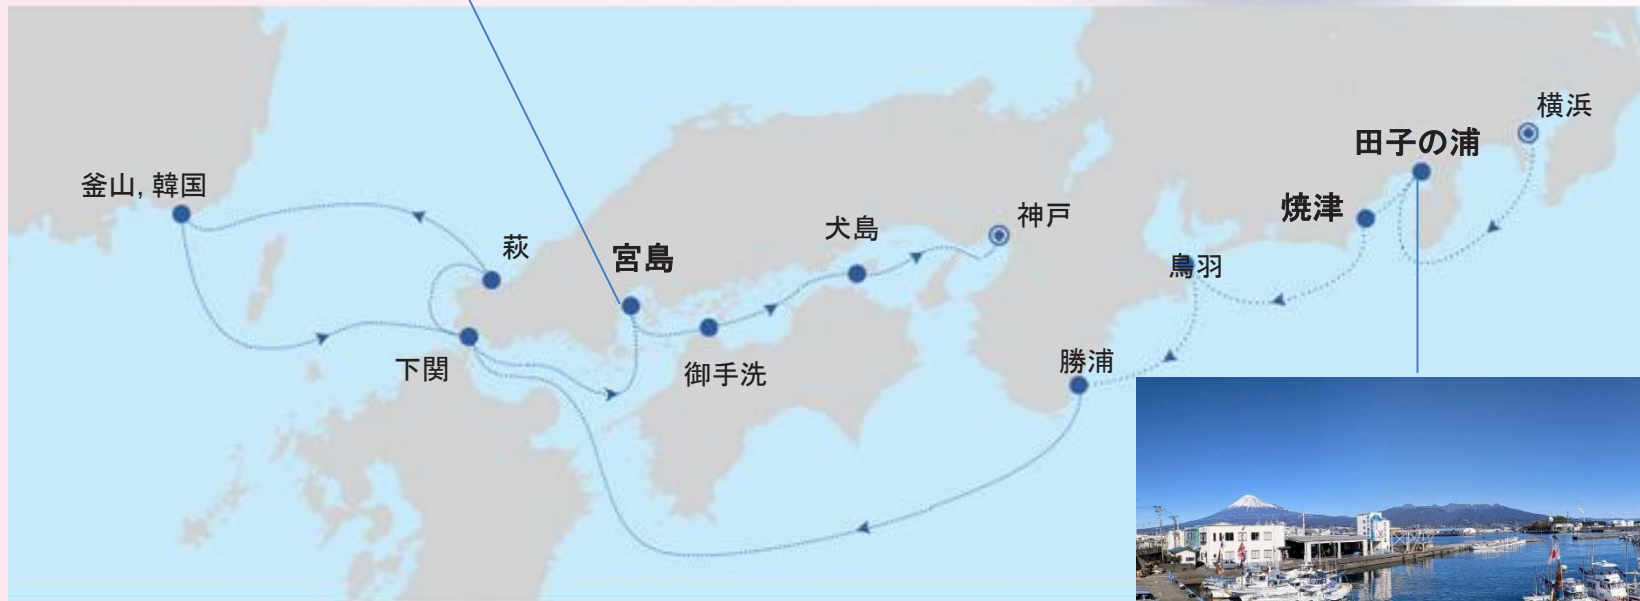 横浜
田子の浦
釜山, 韓国
焼津
神戸
犬島
萩
宮島
鳥羽
勝浦
下関
御手洗